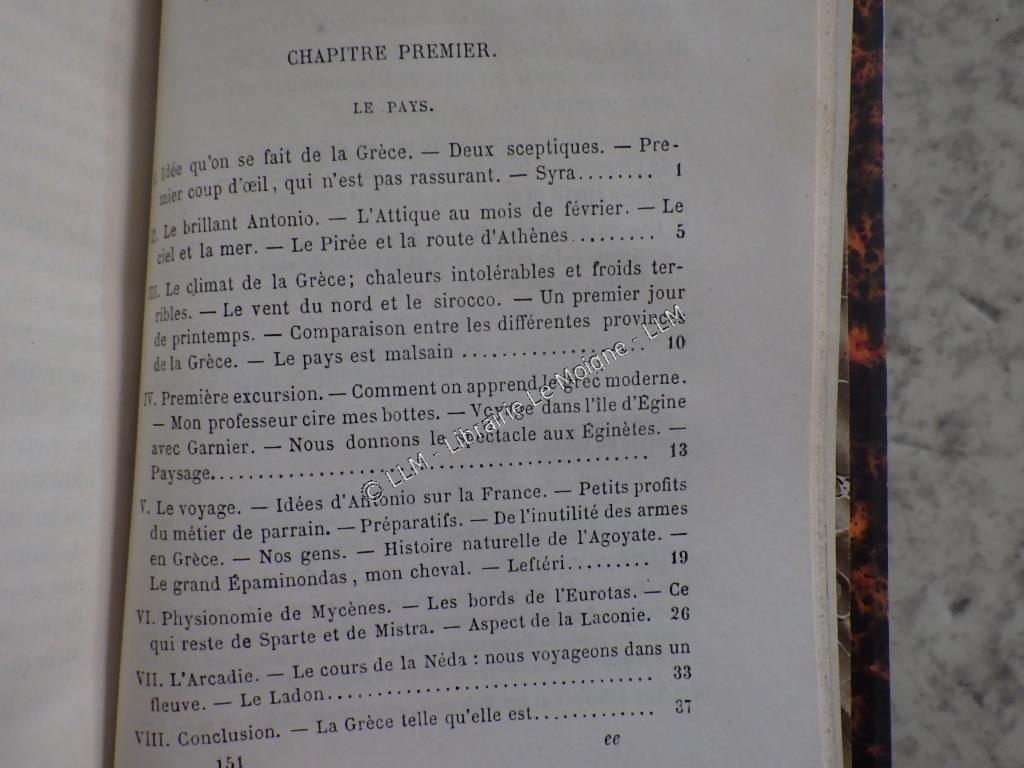 CHAPITRE PREMIER.
LE PAYS.
I. Idée qu'on se fait de la Grèce. — Deux sceptiques. — Pre-
mier coup d'œil, qui n'est pas rassurant. — Syra........ 1
II. Le brillant Antonio. — L'Attique au mois de février. — Le
ciel et la mer. — Le Pirée et la route d'Athènes......... 5
III. Le climat de la Grèce; chaleurs intolérables et froids ter-
ribles. — Le vent du nord et le sirocco. — Un premier jour
de printemps. — Comparaison entre les différentes provinces
de la Grèce. — Le pays est malsain .................. 10
IV. Première excursion. — Comment on apprend le grec moderne.
— Mon professeur cire mes bottes. — Voyage dans l'île d'Égine
avec Garnier. — Nous donnons le spectacle aux Éginètes. —
Paysage........................................ 13
V. Le voyage. — Idées d'Antonio sur la France. — Petits profits
du métier de parrain. — Préparatifs. — De l'inutilité des armes
en Grèce. — Nos gens. — Histoire naturelle de l'Agoyate. —
Le grand Épaminondas, mon cheval. — Leftéri......... 19
VI. Physionomie de Mycènes. — Les bords de l'Eurotas. — Ce
qui reste de Sparte et de Mistra. — Aspect de la Laconie. 26
VII. L'Arcadie. — Le cours de la Néda : nous voyageons dans un
fleuve. — Le Ladon................................. 33
VIII. Conclusion. — La Grèce telle qu'elle est............. 37
151 ee
© LLM - Librairie Le Moigne - LLM